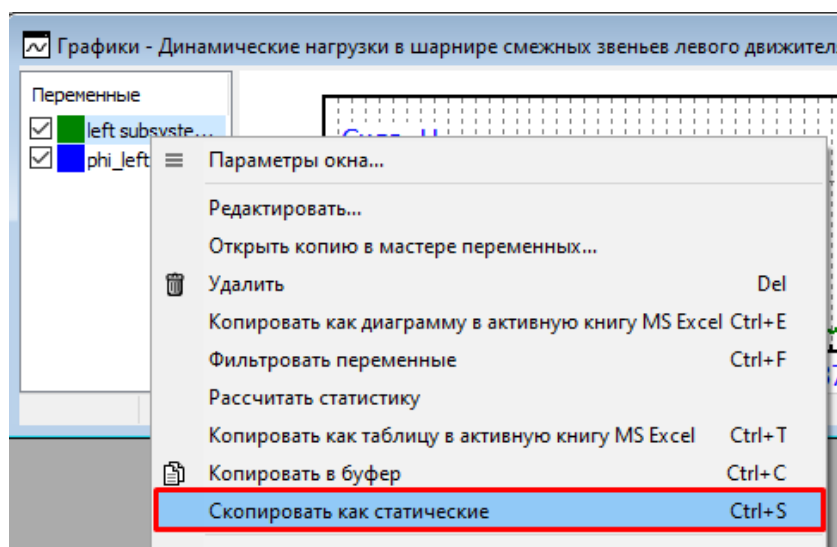 Графики - Динамические нагрузки в шарнире смежных звеньев левого движител
Переменные
left subsyste...
phi_left
Параметры окна...
Редактировать...
Открыть копию в мастере переменных...
Удалить Del
Копировать как диаграмму в активную книгу MS Excel Ctrl+E
Фильтровать переменные Ctrl+F
Рассчитать статистику
Копировать как таблицу в активную книгу MS Excel Ctrl+T
Копировать в буфер Ctrl+C
Скопировать как статические Ctrl+S